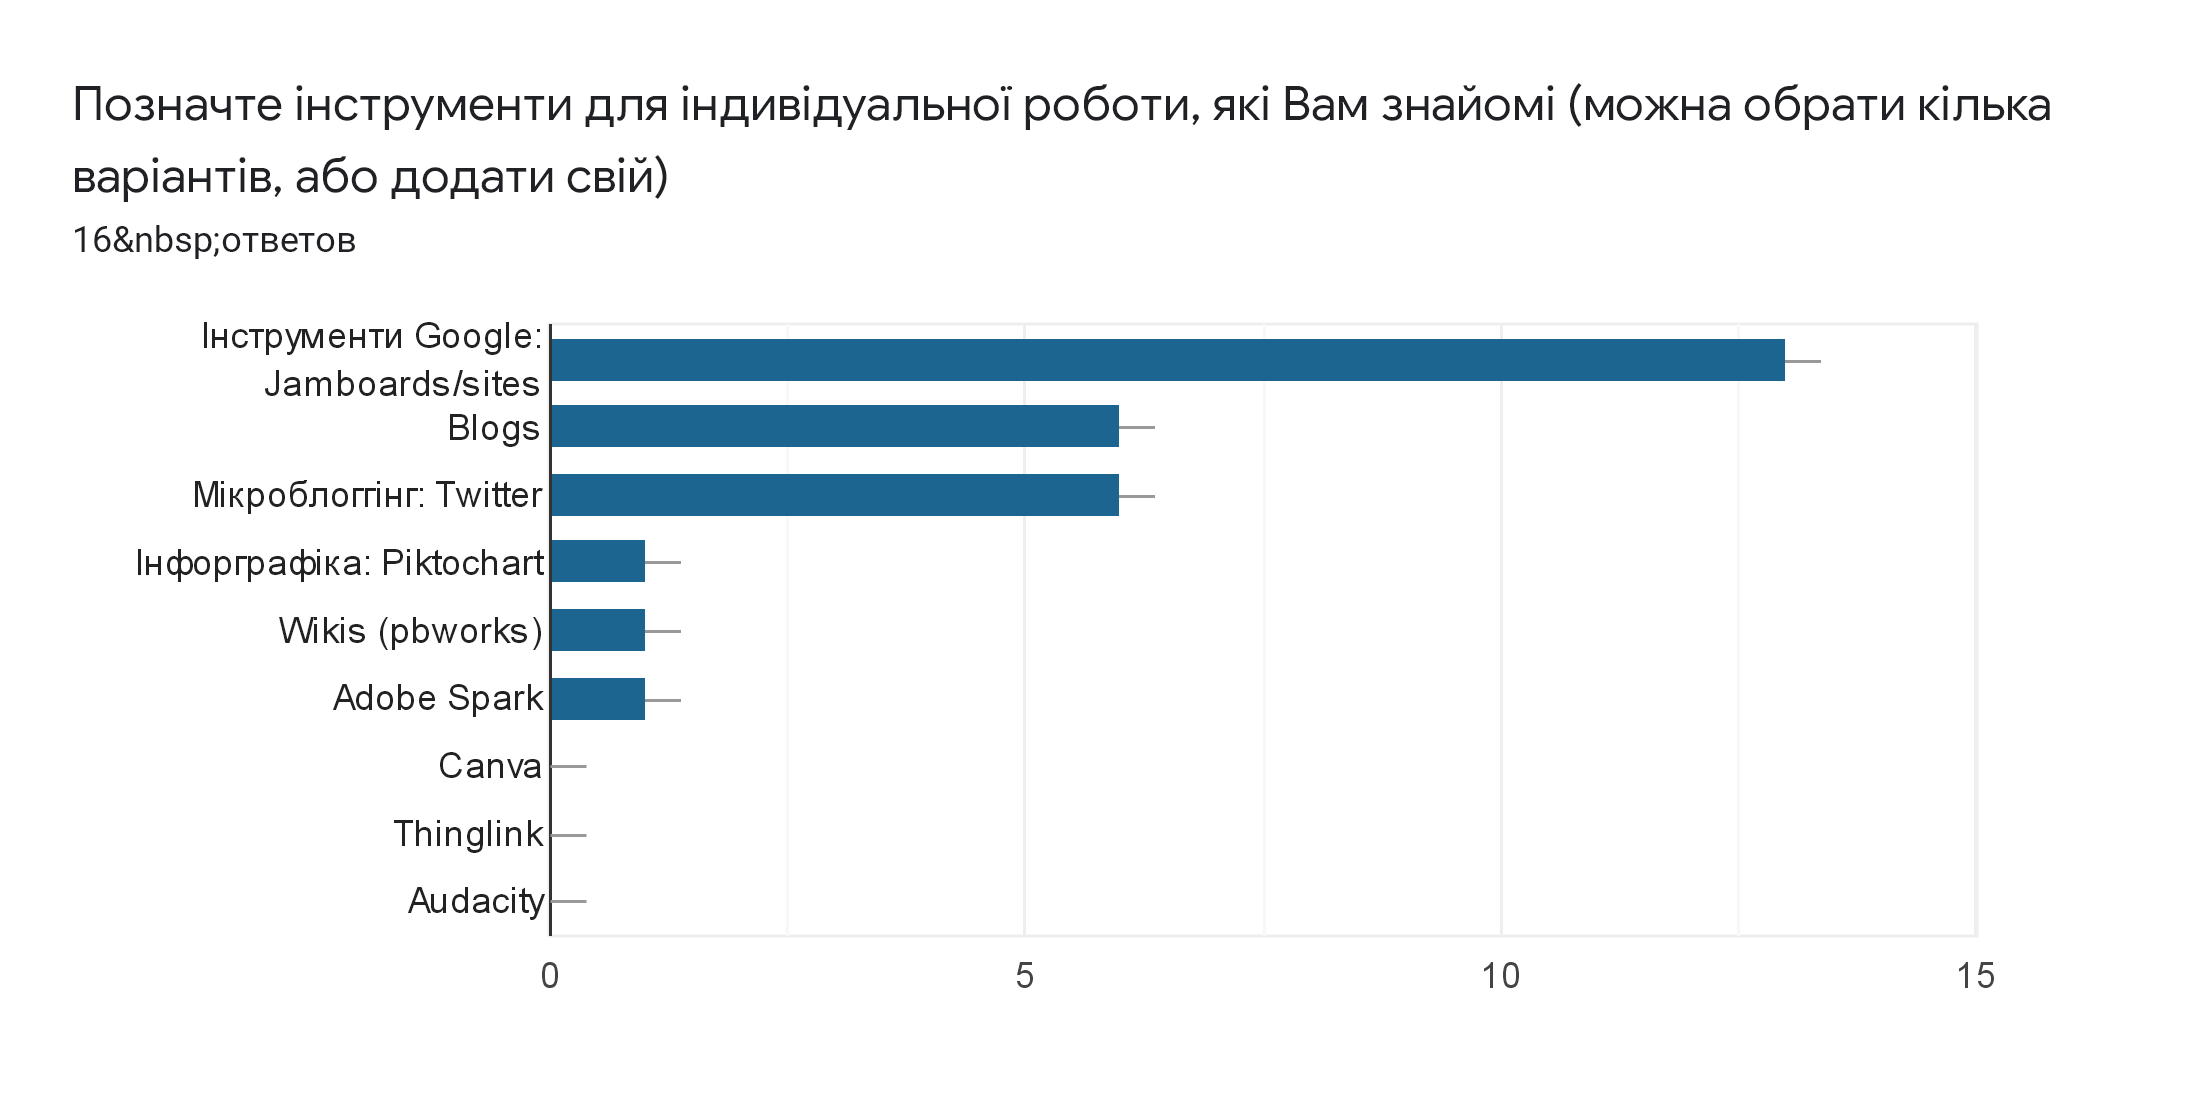 Позначте інструменти для індивідуальної роботи, які Вам знайомі (можна обрати кілька
варіантів, або додати свій)
16&nbsp;ответов
Інструменти Google:
Jamboards/sites
Blogs
Мікроблоггінг: Twitter
Інфорграфіка: Piktochart
Wikis (pbworks)
Adobe Spark
Canva
Thinglink
Audacity
0 5 10 15